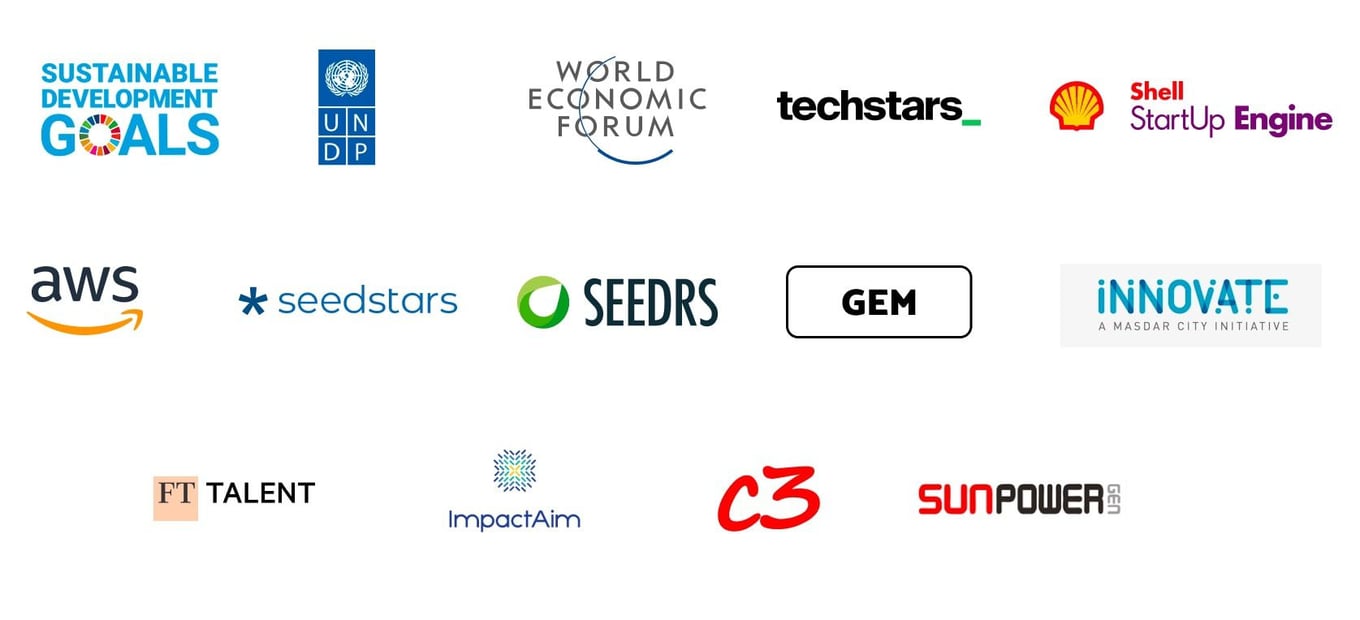 SUSTAINABLE
DEVELOPMENT
GOALS
U N
D P
WORLD
ECONOMIC
FORUM
techstars_
Shell
StartUp Engine
aws
seedstars
SEEDRS
GEM
INNOVATE
A MASDAR CITY INITIATIVE
FT TALENT
ImpactAim
c3
SUNPOWER GEN